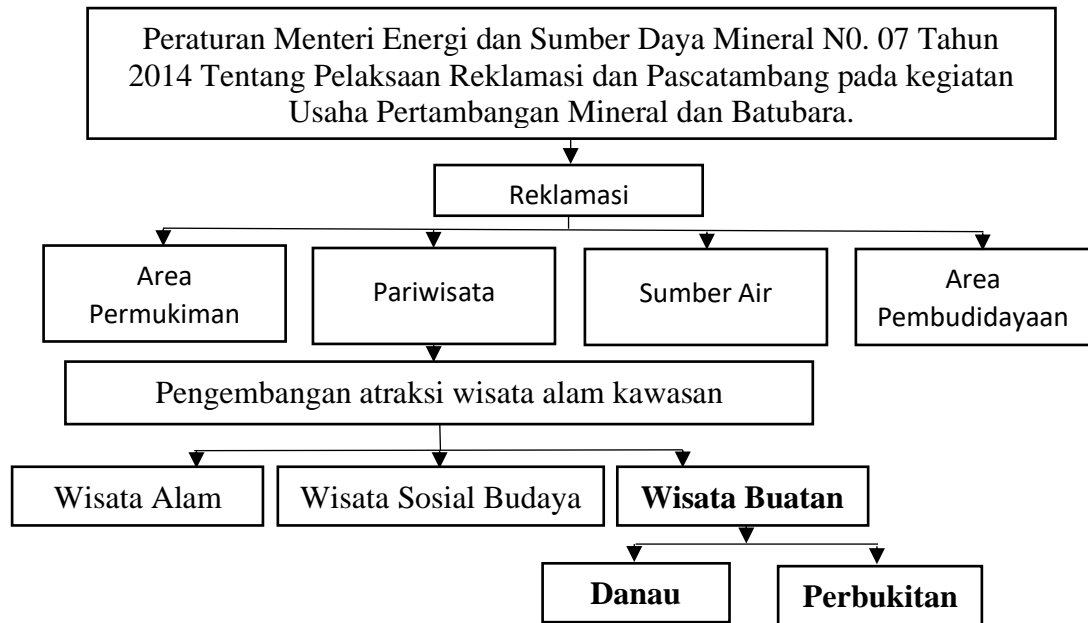 Peraturan Menteri Energi dan Sumber Daya Mineral N0. 07 Tahun
2014 Tentang Pelaksaan Reklamasi dan Pascatambang pada kegiatan
Usaha Pertambangan Mineral dan Batubara.
Reklamasi
Area
Permukiman
Pariwisata
Sumber Air
Area
Pembudidayaan
Pengembangan atraksi wisata alam kawasan
Wisata Alam
Wisata Sosial Budaya
Wisata Buatan
Danau
Perbukitan